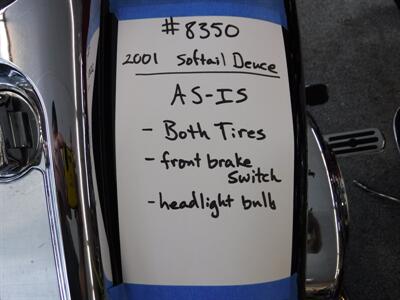 #8350
2001 Softail Deuce
AS-IS
- Both Tires
- front brake
switch
- headlight bulb